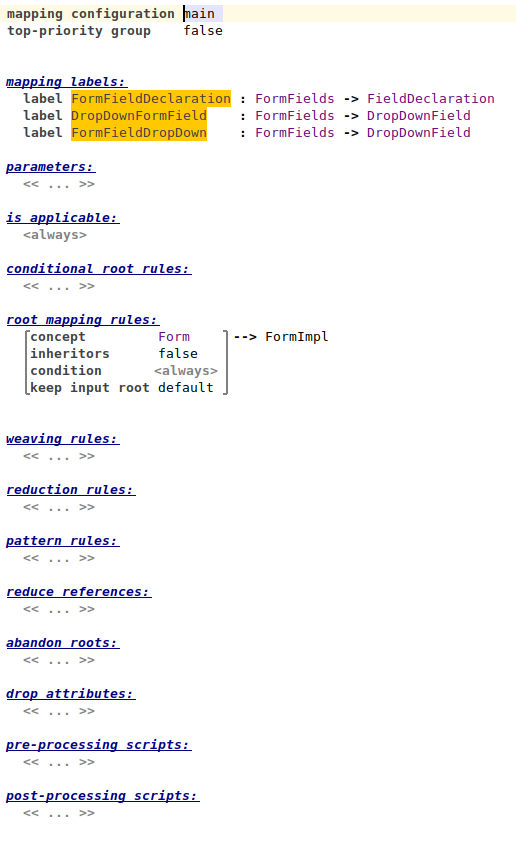 mapping configuration main
top-priority group    false
mapping labels:
label FormFieldDeclaration : FormFields -> FieldDeclaration
label DropDownFormField    : FormFields -> DropDownField
label FormFieldDropDown    : FormFields -> DropDownField
parameters:
<< ... >>
is applicable:
<always>
conditional root rules:
<< ... >>
root mapping rules:
concept         Form     --> FormImpl
inheritors      false
condition       <always>
keep input root default
weaving rules:
<< ... >>
reduction rules:
<< ... >>
pattern rules:
<< ... >>
reduce references:
<< ... >>
abandon roots:
<< ... >>
drop attributes:
<< ... >>
pre-processing scripts:
<< ... >>
post-processing scripts:
<< ... >>